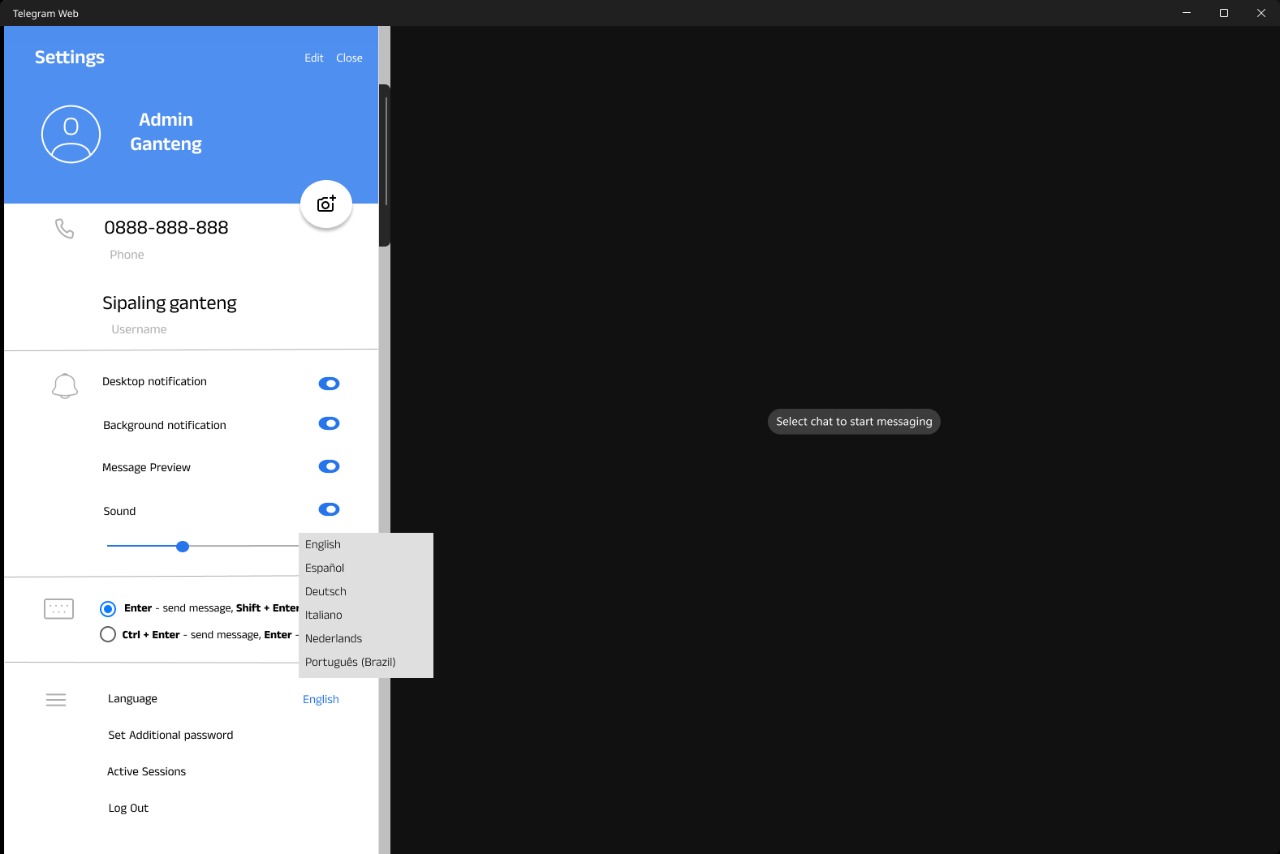 Telegram Web
Settings
Edit
Close
Admin
Ganteng
0888-888-888
Phone
Sipaling ganteng
Username
Desktop notification
Background notification
Message Preview
Sound
English
Español
Deutsch
Italiano
Nederlands
Português (Brazil)
Enter - send message, Shift + Enter
Ctrl + Enter - send message, Enter -
Language
English
Set Additional password
Active Sessions
Log Out
Select chat to start messaging